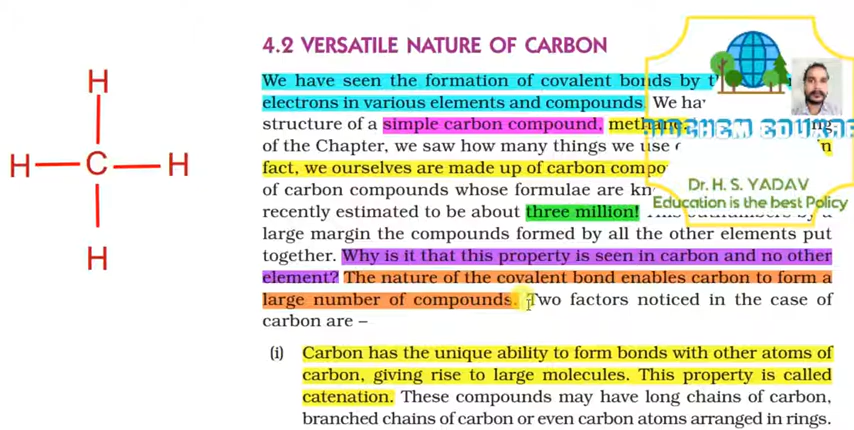 H
H C H
H
4.2 VERSATILE NATURE OF CARBON
We have seen the formation of covalent bonds by
electrons in various elements and compounds. We
structure of a simple carbon compound,
of the Chapter, we saw how many things we use in
fact, we ourselves are made up of carbon
of carbon compounds whose formulae are
recently estimated to be about three million!
large margin the compounds formed by all the other elements put
together. Why is it that this property is seen in carbon and no other
element? The nature of the covalent bond enables carbon to form a
large number of compounds. Two factors noticed in the case of
carbon are –
(i) Carbon has the unique ability to form bonds with other atoms of
carbon, giving rise to large molecules. This property is called
catenation. These compounds may have long chains of carbon,
branched chains of carbon or even carbon atoms arranged in rings.
Dr. H. S. YADAV
Education is the best Policy